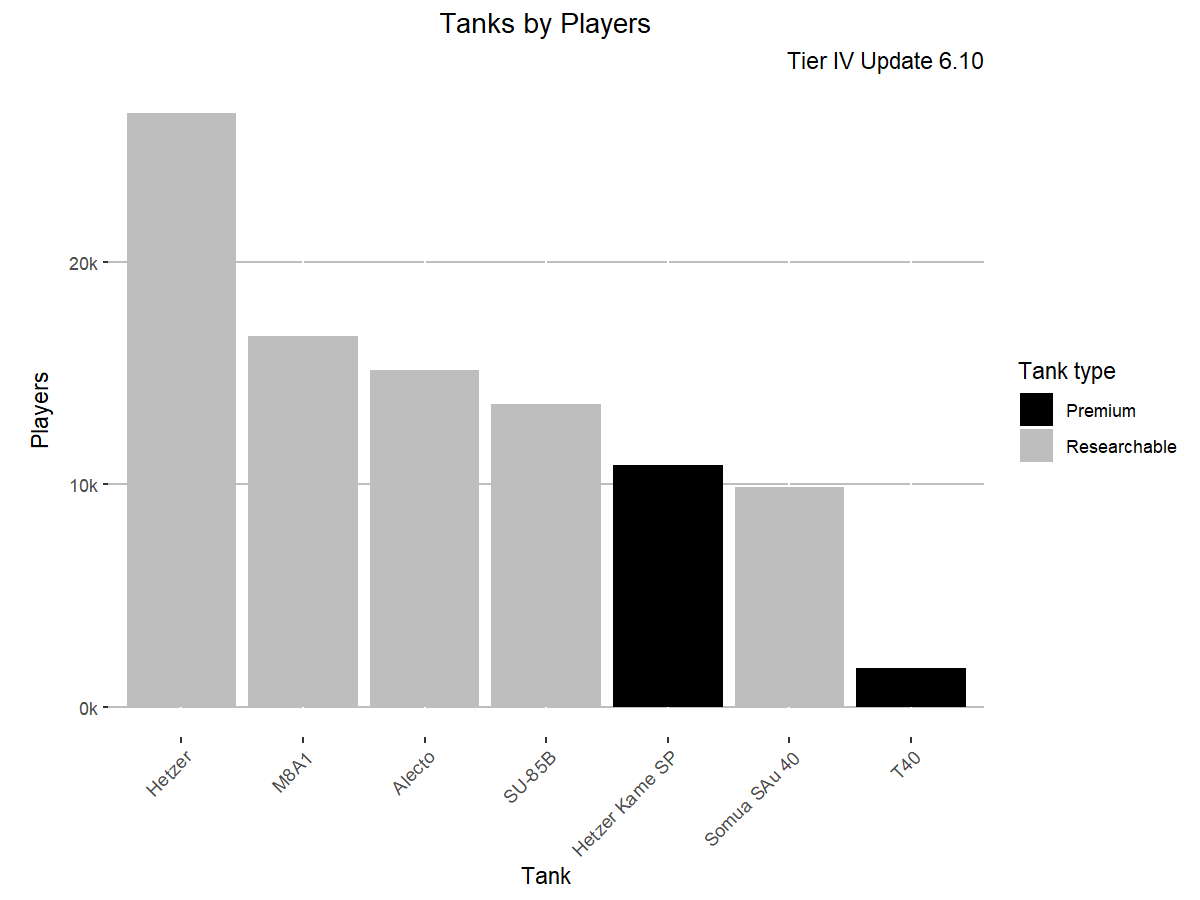 Tanks by Players
Tier IV Update 6.10
Players
20k
10k
0k
Hetzer
M8A1
Alecto
SU-85B
Hetzer Kame SP
Somua SAu 40
T40
Tank
Tank type
Premium
Researchable